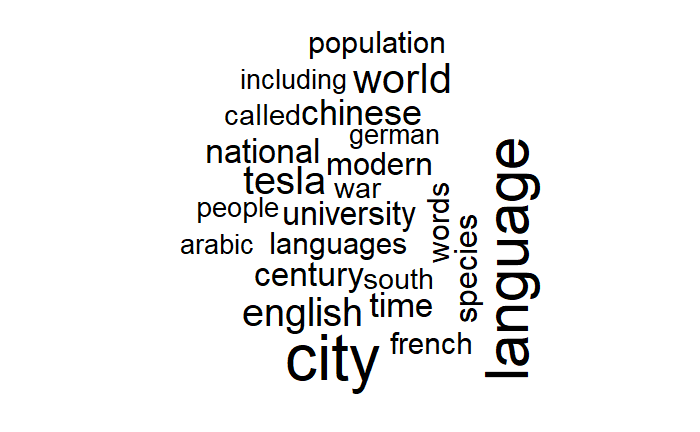 population
including world
called chinese
german
national modern
tesla war
people university
words
species
language
arabic languages
century south
english time
city french